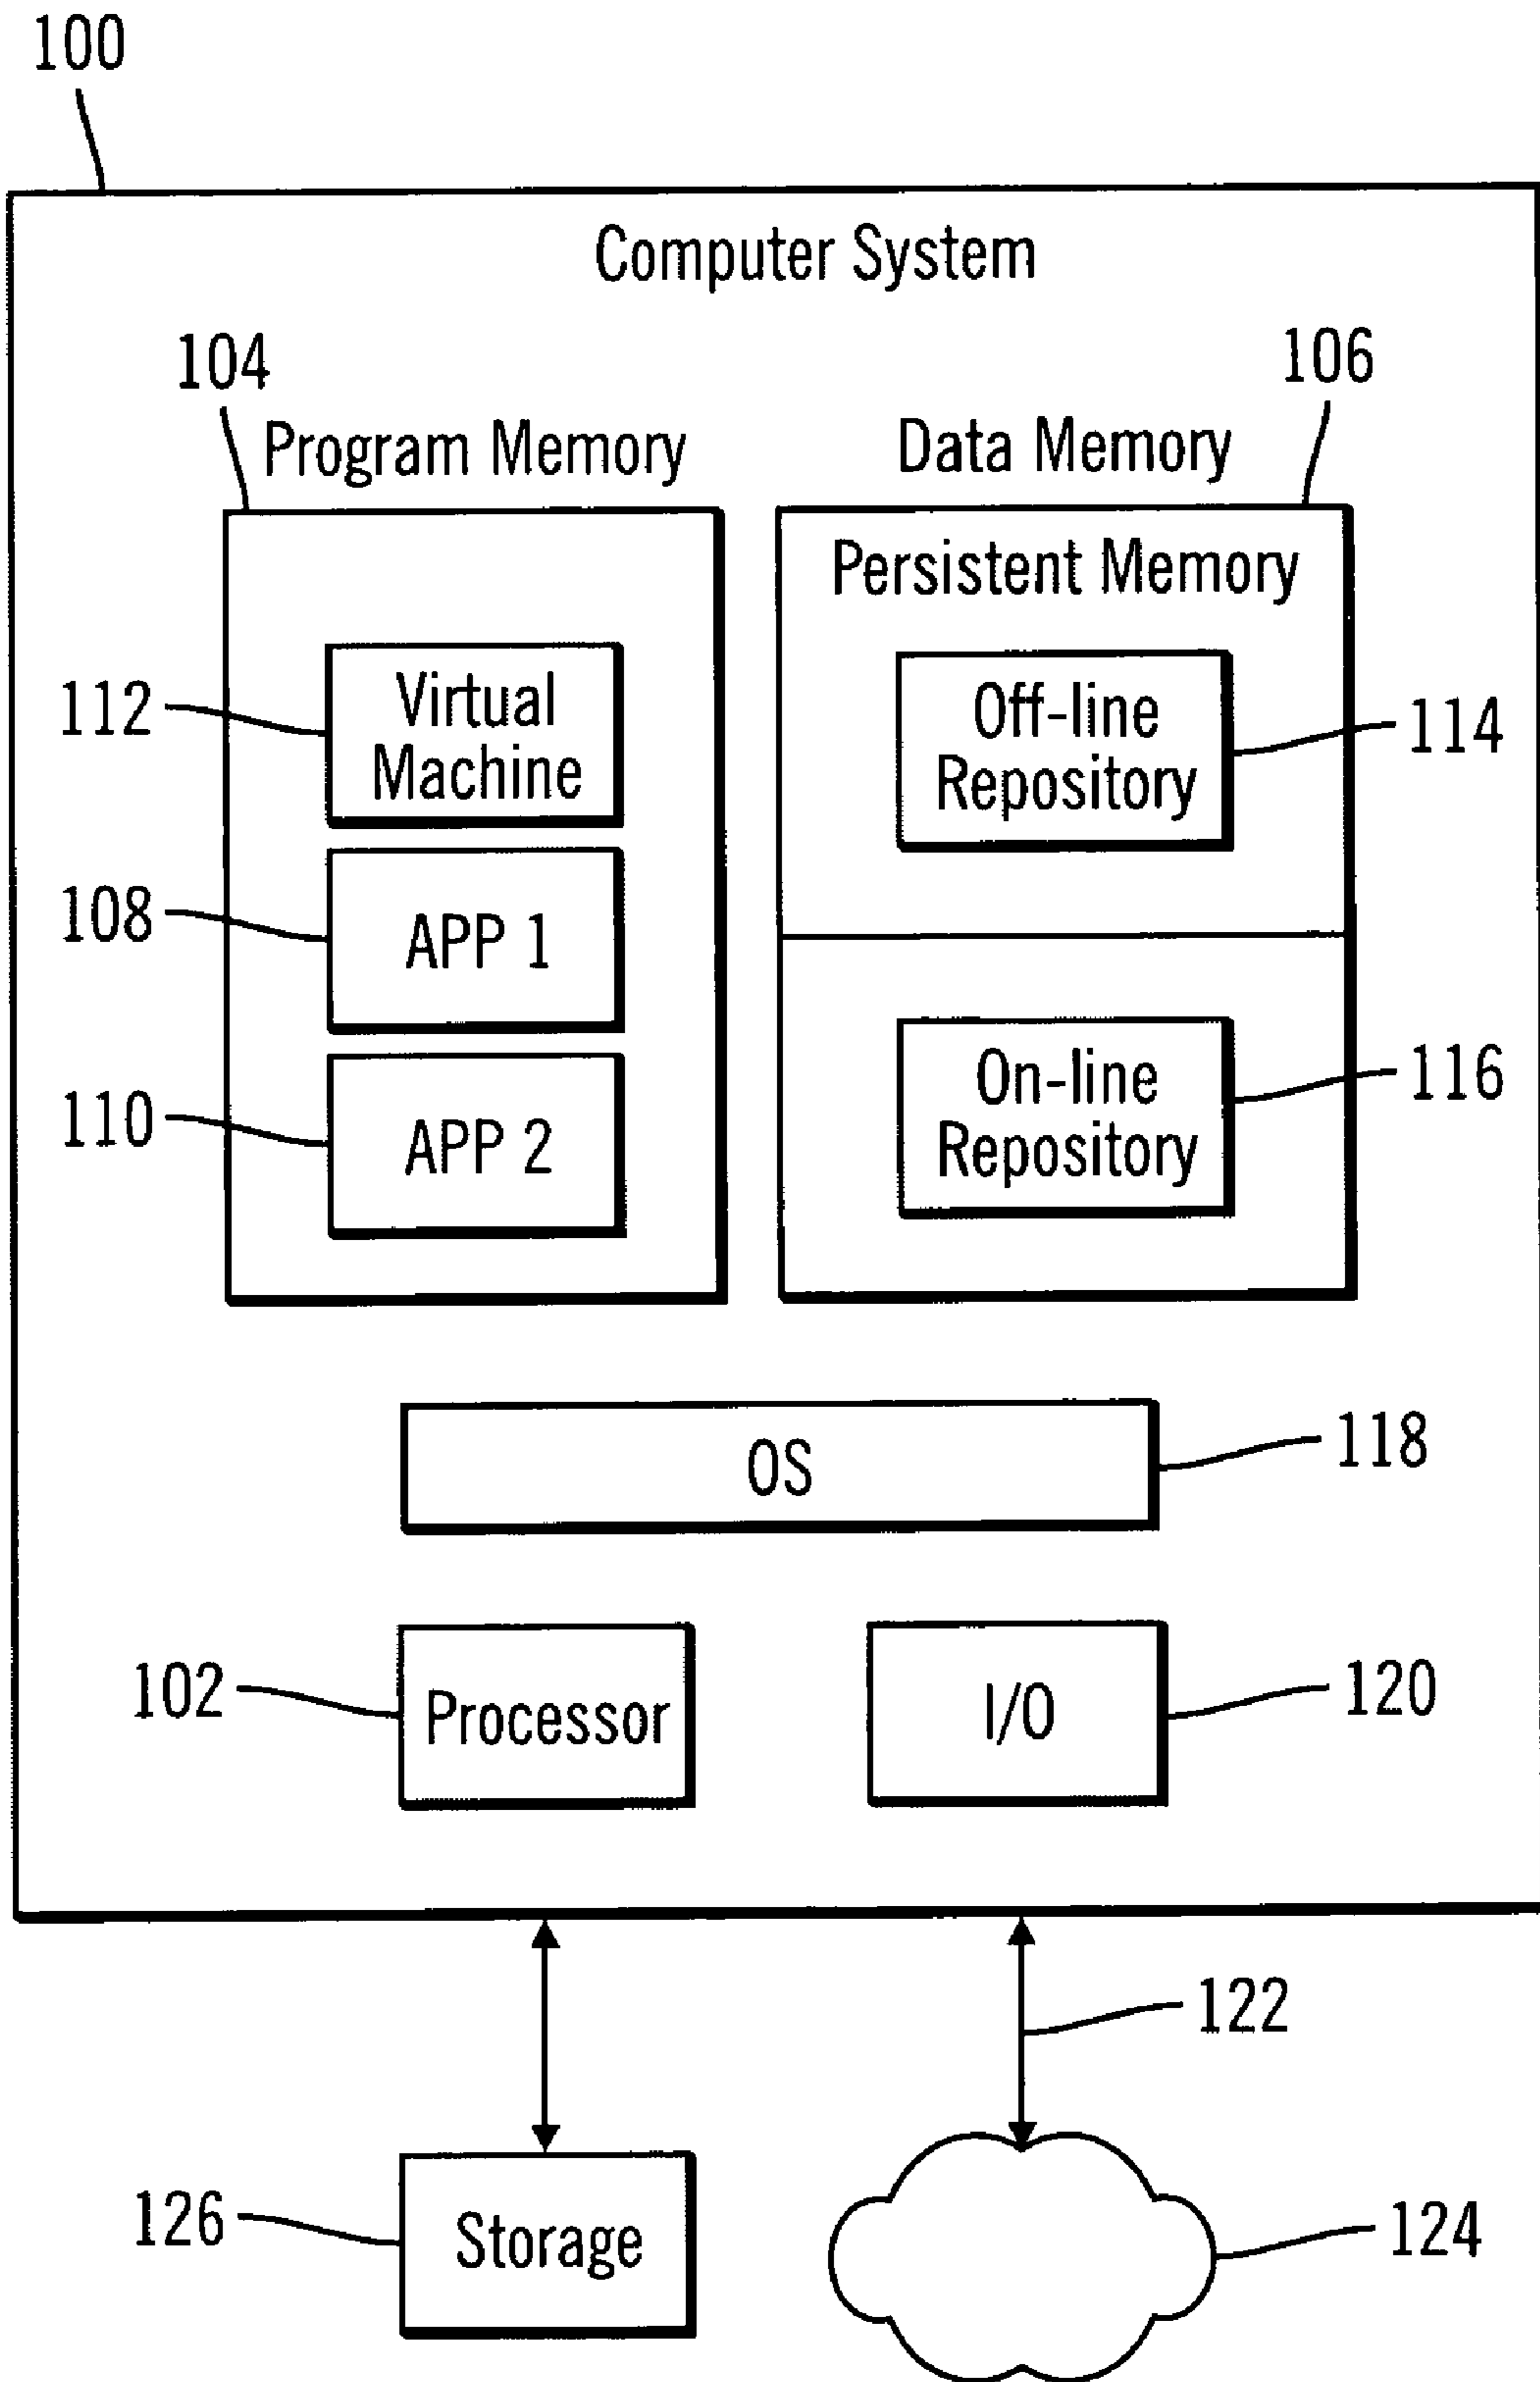 100
Computer System
104
106
Program Memory
Data Memory
Persistent Memory
112
Virtual
Machine
Off-line
Repository
114
108
APP 1
110
APP 2
On-line
Repository
116
OS
118
102
Processor
I/O
120
122
126
Storage
124